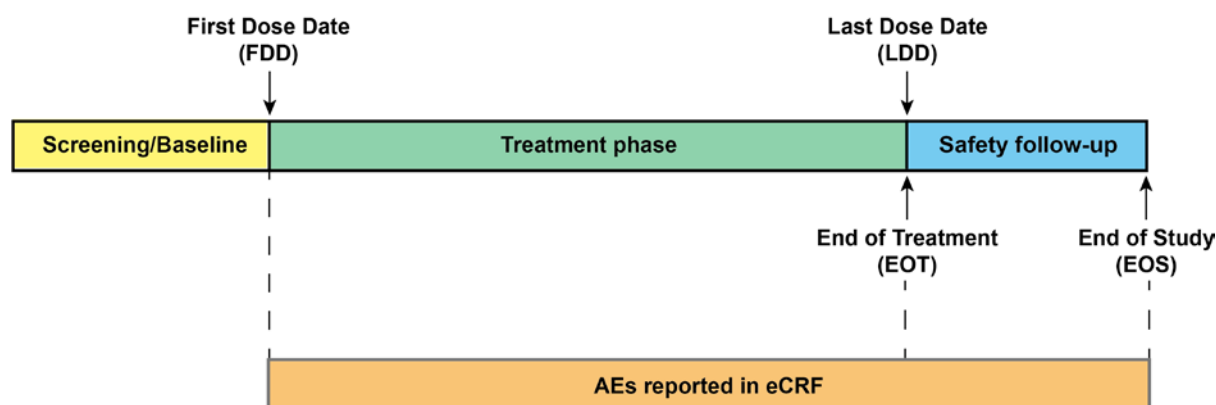 First Dose Date
(FDD)
Last Dose Date
(LDD)
Screening/Baseline
Treatment phase
Safety follow-up
End of Treatment
(EOT)
End of Study
(EOS)
AEs reported in eCRF